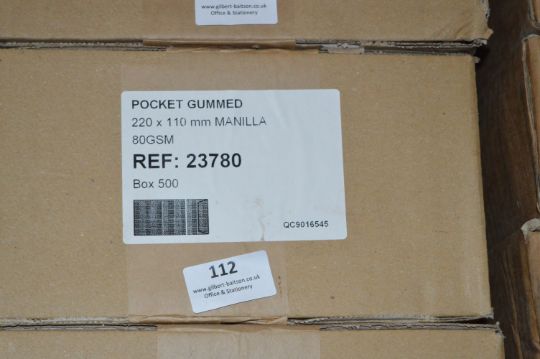 www.gilbert-baitson.co.uk
Office & Stationery
POCKET GUMMED
220 x 110 mm MANILLA
80GSM
REF: 23780
Box 500
QC9016545
112
www.gilbert-baitson.co.uk
Office & Stationery